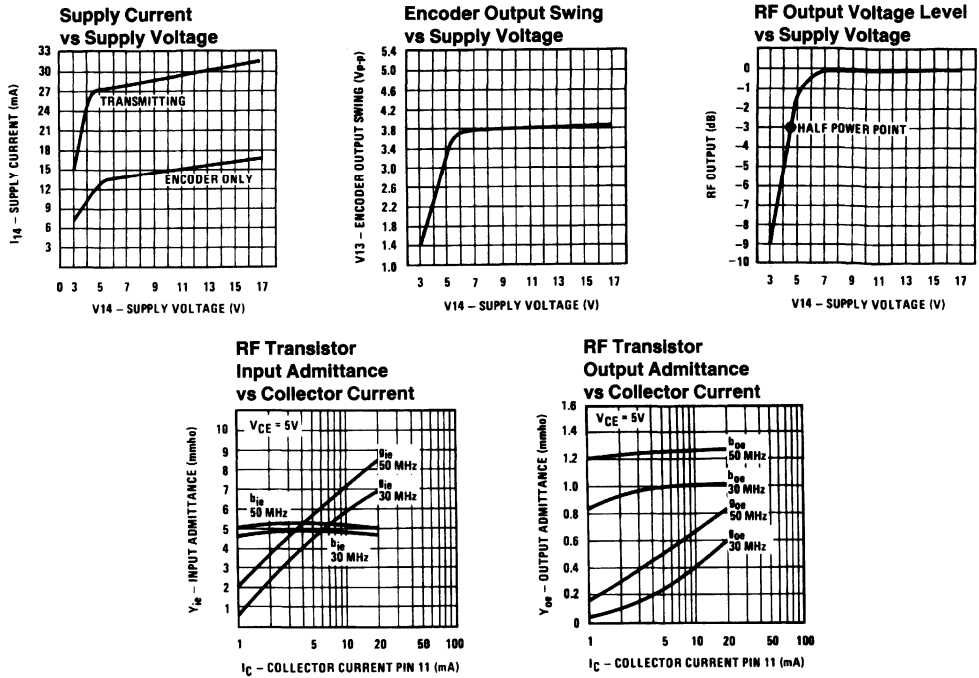 Supply Current
vs Supply Voltage
I14 – SUPPLY CURRENT (mA)
33
30
27
24
21
18
15
12
9
6
3
TRANSMITTING
ENCODER ONLY
0 3 5 7 9 11 13 15 17
V14 – SUPPLY VOLTAGE (V)
Encoder Output Swing
vs Supply Voltage
V13 – ENCODER OUTPUT SWING (Vp-p)
5.4
5.0
4.6
4.2
3.8
3.4
3.0
2.6
2.2
1.8
1.4
1.0
3 5 7 9 11 13 15 17
V14 – SUPPLY VOLTAGE (V)
RF Output Voltage Level
vs Supply Voltage
RF OUTPUT (dB)
0
–1
–2
–3
–4
–5
–6
–7
–8
–9
–10
HALF POWER POINT
3 5 7 9 11 13 15 17
V14 – SUPPLY VOLTAGE (V)
RF Transistor
Input Admittance
vs Collector Current
Yie – INPUT ADMITTANCE (mmho)
10
9
8
7
6
5
4
3
2
1
VCE = 5V
gie
50 MHz
gie
30 MHz
bie
50 MHz
bie
30 MHz
1 5 10 20 50 100
IC – COLLECTOR CURRENT PIN 11 (mA)
RF Transistor
Output Admittance
vs Collector Current
Yoe – OUTPUT ADMITTANCE (mmho)
1.6
1.4
1.2
1.0
0.8
0.6
0.4
0.2
0
VCE = 5V
boe
50 MHz
boe
30 MHz
goe
50 MHz
goe
30 MHz
1 5 10 20 50 100
IC – COLLECTOR CURRENT PIN 11 (mA)